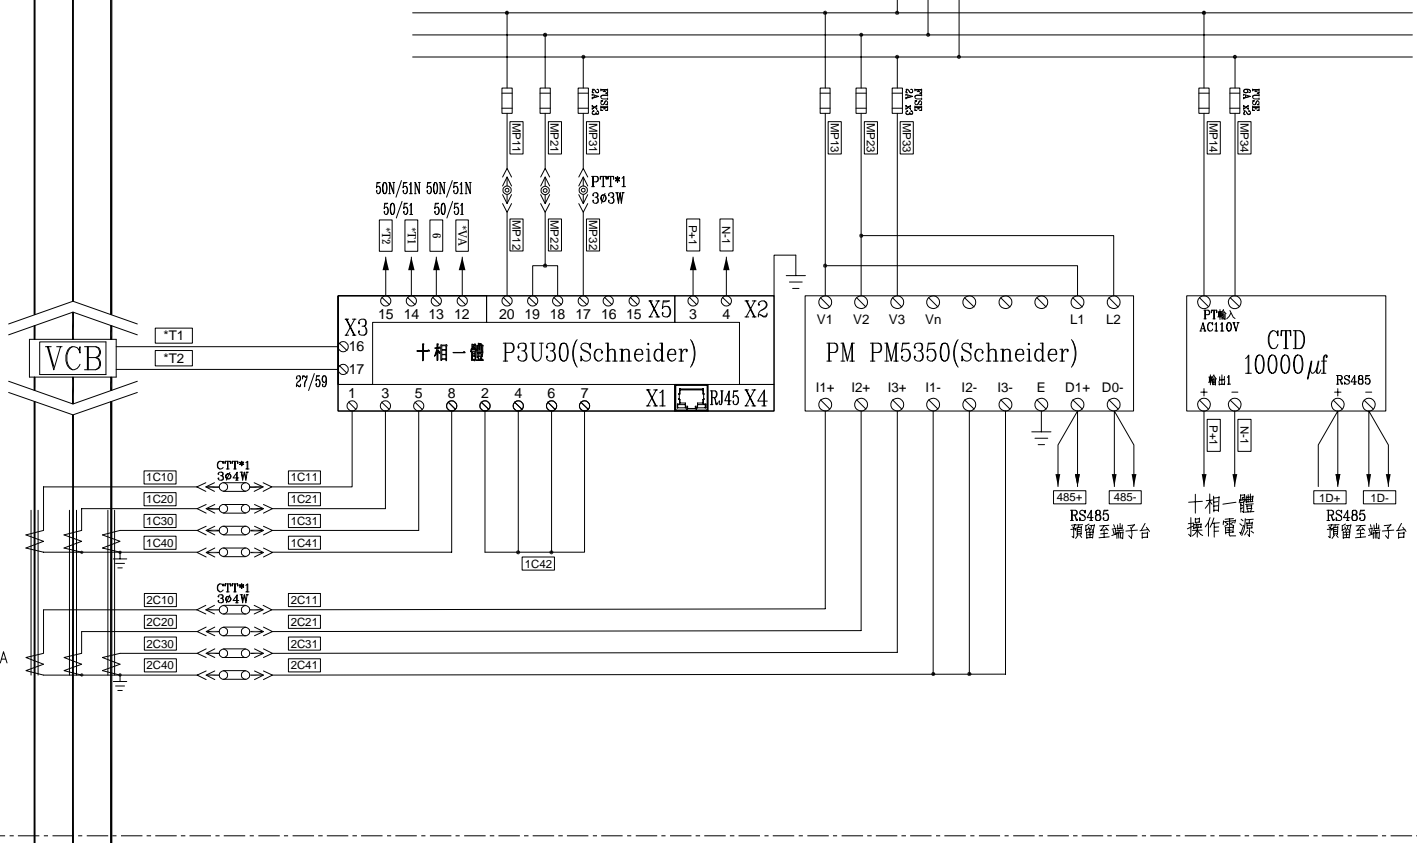 FUSE
2A x3
FUSE
2A x3
FUSE
6A x2
MP11
MP21
MP31
MP13
MP23
MP33
MP14
MP34
PTT*1
3ø3W
50N/51N 50N/51N
50/51 50/51
*T2
*T1
6
*VA
MP12
MP22
MP32
P+1
N-1
15 14 13 12 20 19 18 17 16 15 X5 3 4 X2
X3
16
17
十相一體 P3U30(Schneider)
1 3 5 8 2 4 6 7 X1 RJ45 X4
VCB
*T1
*T2
27/59
V1 V2 V3 Vn L1 L2
PM PM5350(Schneider)
I1+ I2+ I3+ I1- I2- I3- E D1+ D0-
485+
485-
RS485
預留至端子台
PT輸入
AC110V
CTD
10000μf
輸出1
+ −
RS485
+ −
P+1
N-1
十相一體
操作電源
1D+
1D-
RS485
預留至端子台
CTT*1
3ø4W
1C10 1C11
1C20 1C21
1C30 1C31
1C40 1C41
1C42
CTT*1
3ø4W
2C10 2C11
2C20 2C21
2C30 2C31
2C40 2C41
A